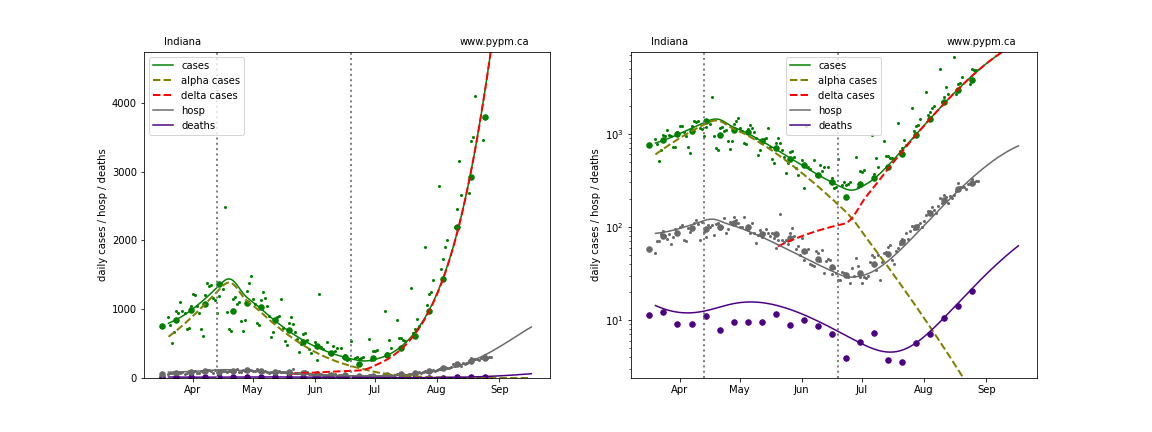 Indiana www.pypm.ca
cases
alpha cases
delta cases
hosp
deaths
daily cases / hosp / deaths
4000
3000
2000
1000
0
Apr May Jun Jul Aug Sep
Indiana www.pypm.ca
cases
alpha cases
delta cases
hosp
deaths
daily cases / hosp / deaths
10³
10²
10¹
Apr May Jun Jul Aug Sep